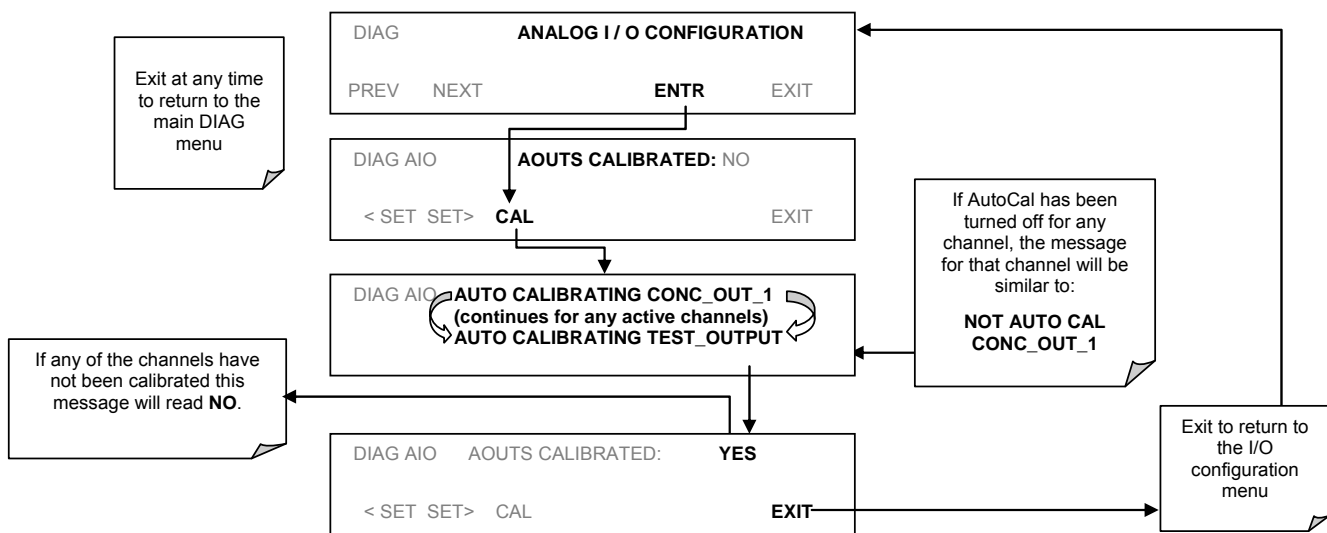 DIAG ANALOG I / O CONFIGURATION
PREV NEXT ENTR EXIT
Exit at any time
to return to the
main DIAG
menu
DIAG AIO AOUTS CALIBRATED: NO
< SET SET> CAL EXIT
If AutoCal has been
turned off for any
channel, the message
for that channel will be
similar to:
NOT AUTO CAL
CONC_OUT_1
DIAG AIO AUTO CALIBRATING CONC_OUT_1
(continues for any active channels)
AUTO CALIBRATING TEST_OUTPUT
If any of the channels have
not been calibrated this
message will read NO.
DIAG AIO AOUTS CALIBRATED: YES
< SET SET> CAL EXIT
Exit to return to
the I/O
configuration
menu